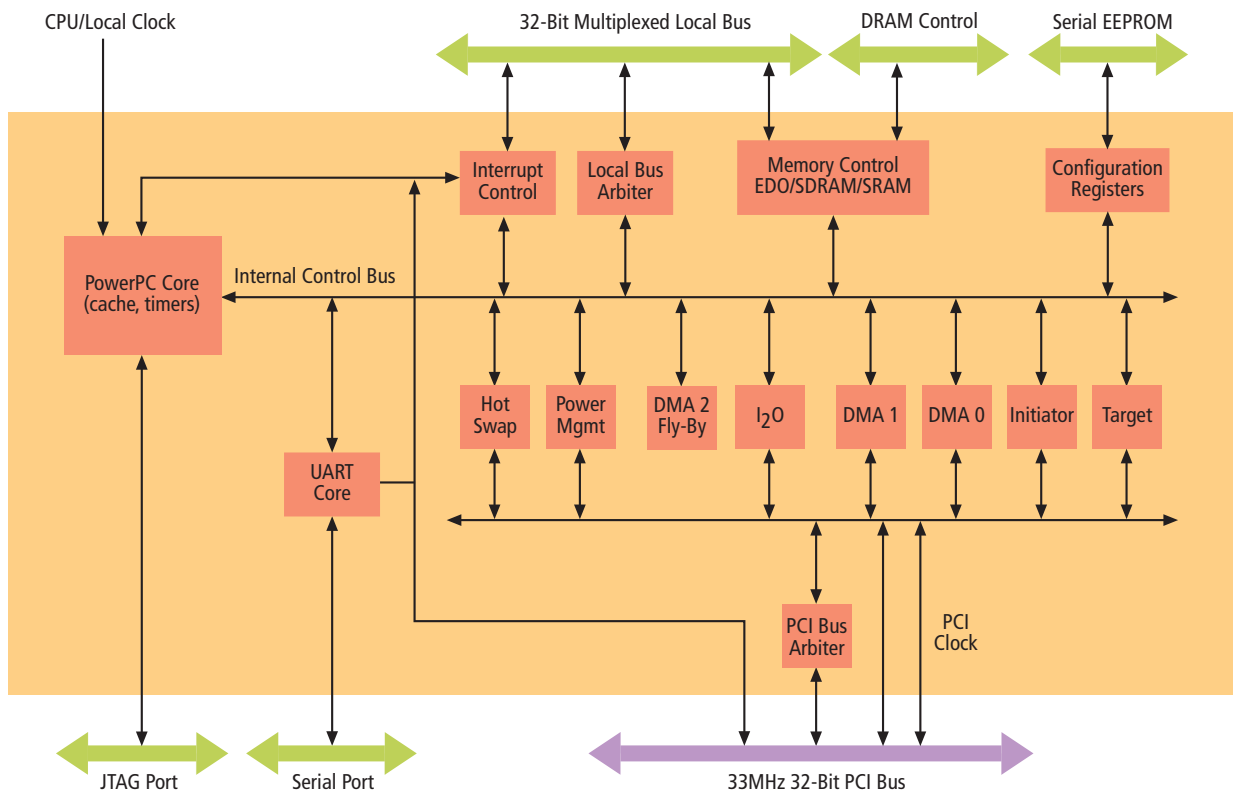 CPU/Local Clock
32-Bit Multiplexed Local Bus
DRAM Control
Serial EEPROM
Interrupt
Control
Local Bus
Arbiter
Memory Control
EDO/SDRAM/SRAM
Configuration
Registers
PowerPC Core
(cache, timers)
Internal Control Bus
Hot
Swap
Power
Mgmt
DMA 2
Fly-By
I₂O
DMA 1
DMA 0
Initiator
Target
UART
Core
PCI Bus
Arbiter
PCI
Clock
JTAG Port
Serial Port
33MHz 32-Bit PCI Bus